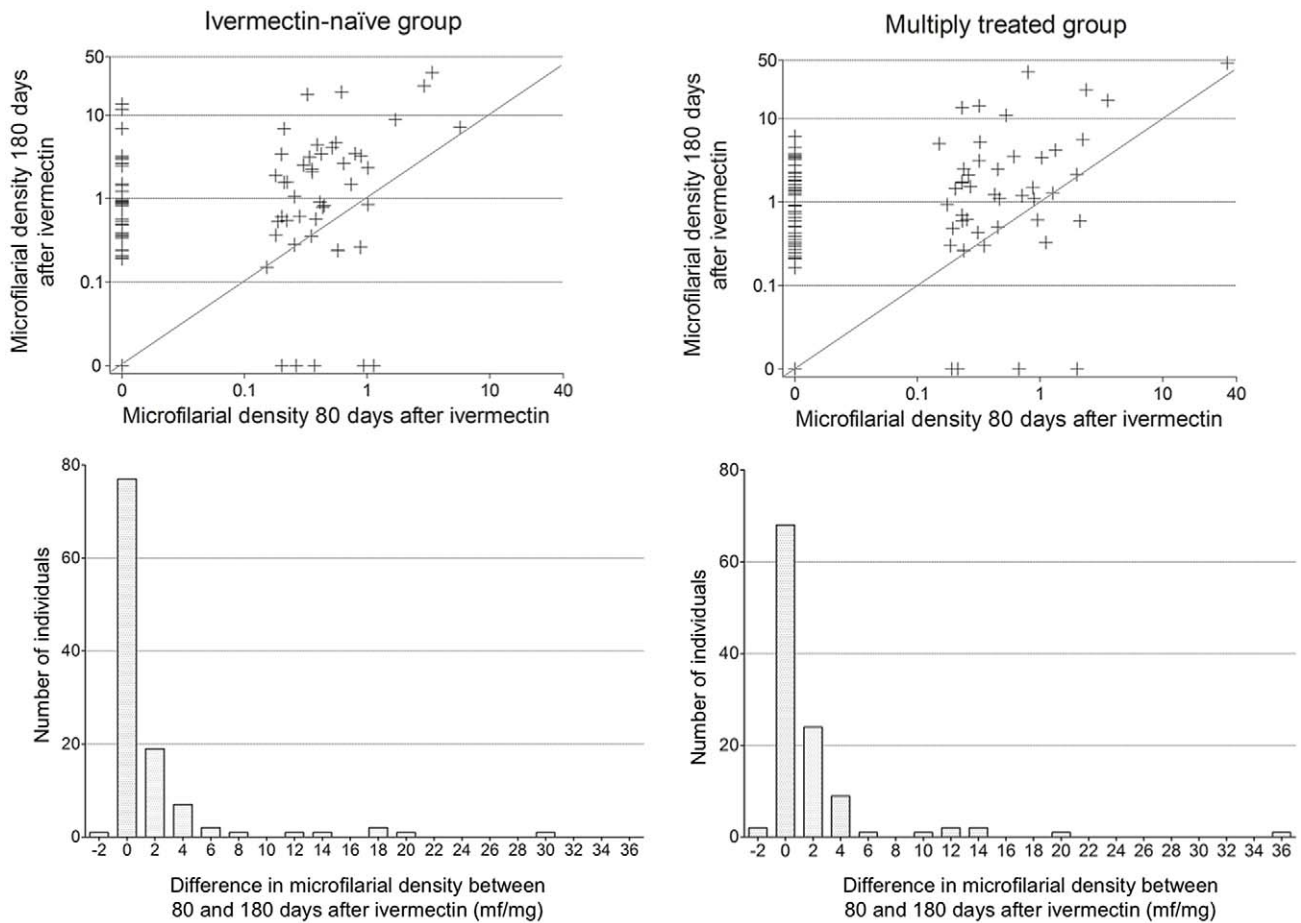 Ivermectin-naïve group
Microfilarial density 180 days
after ivermectin
50
10
1
0.1
0
0
0.1
1
10
40
Microfilarial density 80 days after ivermectin
Multiply treated group
Microfilarial density 180 days
after ivermectin
50
10
1
0.1
0
0
0.1
1
10
40
Microfilarial density 80 days after ivermectin
Number of individuals
80
60
40
20
0
-2 0 2 4 6 8 10 12 14 16 18 20 22 24 26 28 30 32 34 36
Difference in microfilarial density between
80 and 180 days after ivermectin (mf/mg)
Number of individuals
80
60
40
20
0
-2 0 2 4 6 8 10 12 14 16 18 20 22 24 26 28 30 32 34 36
Difference in microfilarial density between
80 and 180 days after ivermectin (mf/mg)